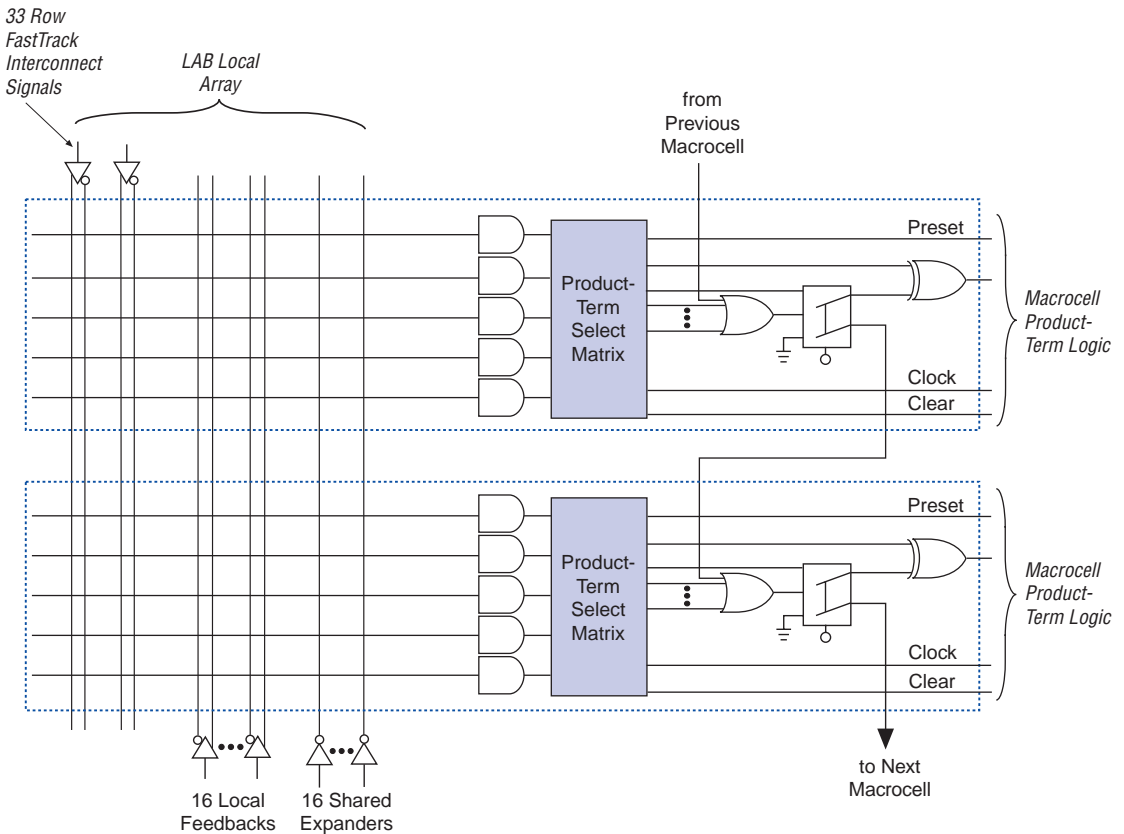 33 Row
FastTrack
Interconnect
Signals
LAB Local
Array
from
Previous
Macrocell
Preset
Product-
Term
Select
Matrix
Clock
Clear
Macrocell
Product-
Term Logic
Preset
Product-
Term
Select
Matrix
Clock
Clear
Macrocell
Product-
Term Logic
16 Local
Feedbacks
16 Shared
Expanders
to Next
Macrocell